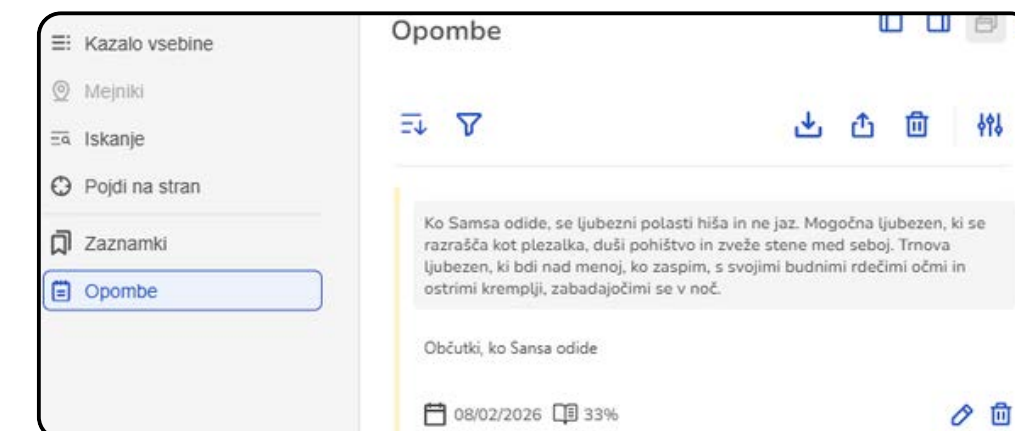 Kazalo vsebine
Mejniki
Iskanje
Pojdi na stran
Zaznamki
Opombe
Opombe
Ko Samsa odide, se ljubezni polasti hiša in ne jaz. Mogočna ljubezen, ki se
razrašča kot plezalka, duši pohištvo in zveže stene med seboj. Trnova
ljubezen, ki bdi nad menoj, ko zaspim, s svojimi budnimi rdečimi očmi in
ostrimi kremplji, zabadajočimi se v noč.
Občutki, ko Sansa odide
08/02/2026 33%